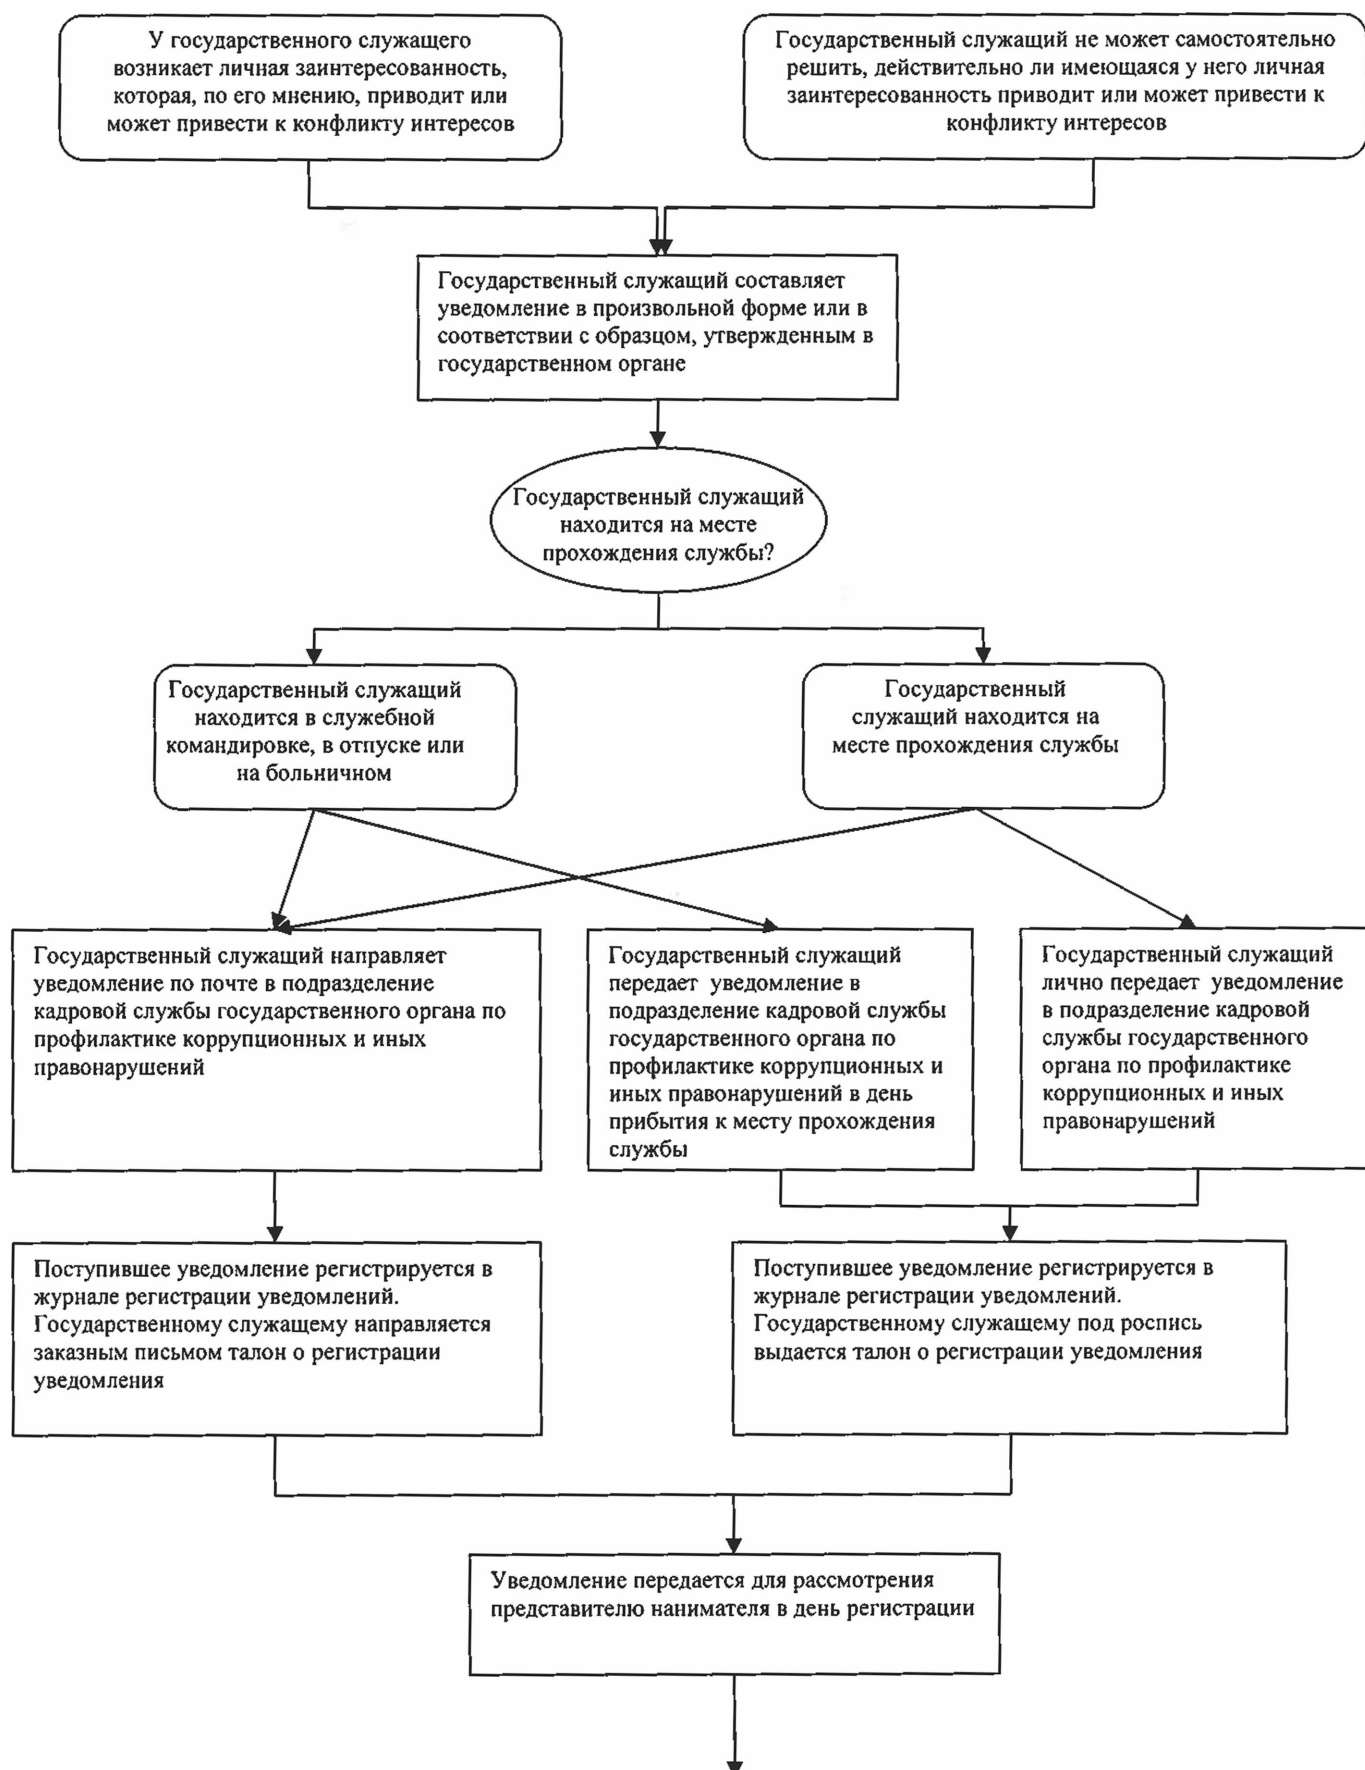 У государственного служащего
возникает личная заинтересованность,
которая, по его мнению, приводит или
может привести к конфликту интересов
Государственный служащий не может самостоятельно
решить, действительно ли имеющаяся у него личная
заинтересованность приводит или может привести к
конфликту интересов
Государственный служащий составляет
уведомление в произвольной форме или в
соответствии с образцом, утвержденным в
государственном органе
Государственный служащий
находится на месте
прохождения службы?
Государственный служащий
находится в служебной
командировке, в отпуске или
на больничном
Государственный
служащий находится на
месте прохождения службы
Государственный служащий направляет
уведомление по почте в подразделение
кадровой службы государственного органа по
профилактике коррупционных и иных
правонарушений
Государственный служащий
передает уведомление в
подразделение кадровой службы
государственного органа по
профилактике коррупционных и
иных правонарушений в день
прибытия к месту прохождения
службы
Государственный служащий
лично передает уведомление
в подразделение кадровой
службы государственного
органа по профилактике
коррупционных и иных
правонарушений
Поступившее уведомление регистрируется в
журнале регистрации уведомлений.
Государственному служащему направляется
заказным письмом талон о регистрации
уведомления
Поступившее уведомление регистрируется в
журнале регистрации уведомлений.
Государственному служащему под роспись
выдается талон о регистрации уведомления
Уведомление передается для рассмотрения
представителю нанимателя в день регистрации